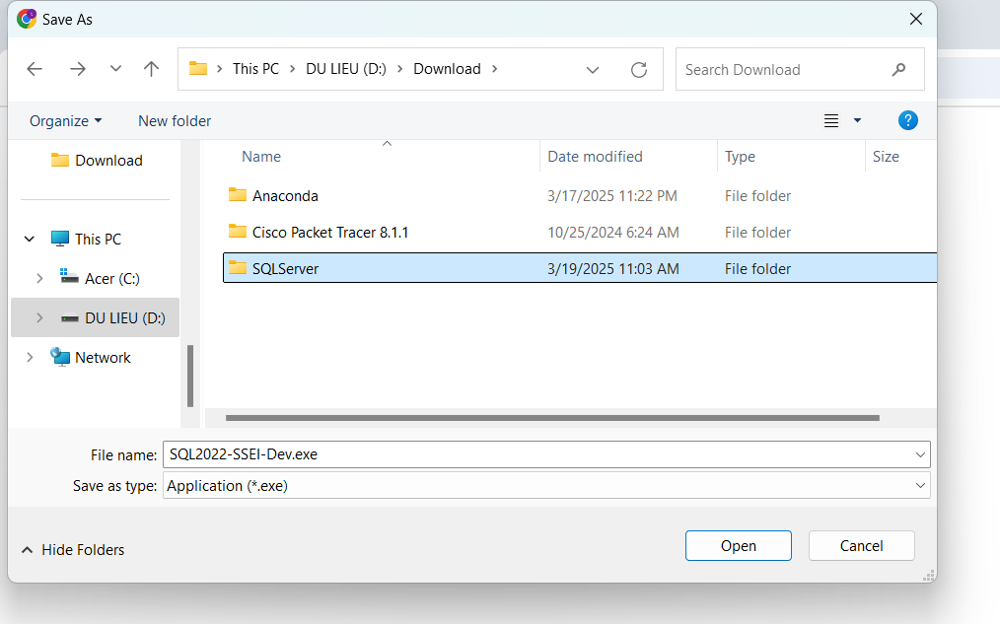 Save As
This PC > DU LIEU (D:) > Download >
Search Download
Organize
New folder
?
Name Date modified Type Size
Download
Anaconda 3/17/2025 11:22 PM File folder
Cisco Packet Tracer 8.1.1 10/25/2024 6:24 AM File folder
SQLServer 3/19/2025 11:03 AM File folder
This PC
Acer (C:)
DU LIEU (D:)
Network
File name: SQL2022-SSEI-Dev.exe
Save as type: Application (*.exe)
Hide Folders
Open
Cancel